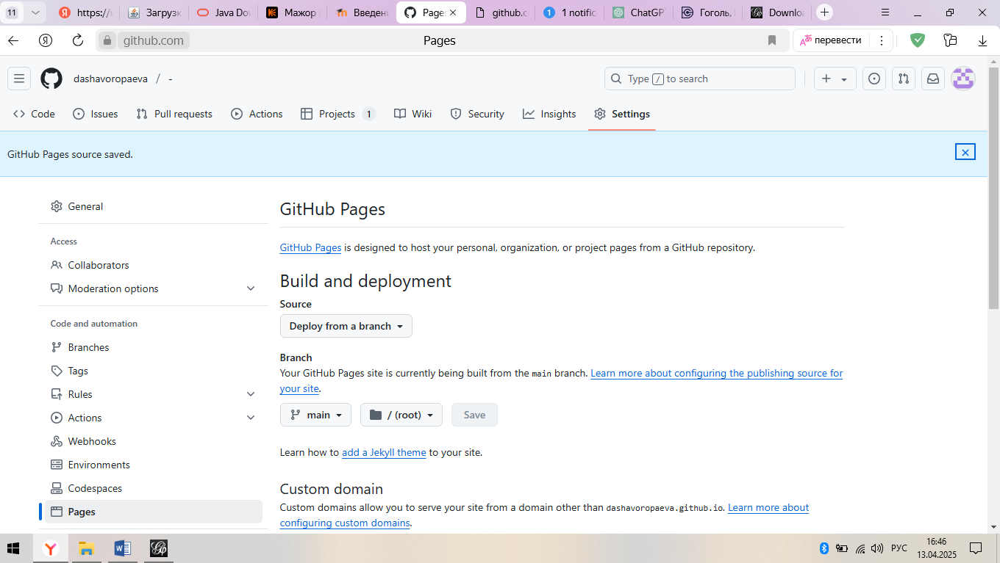 11
https://
Загрузк
Java Do
Мажор
Введен
Pages
github.c
1
1 notific
ChatGP
Гоголь,
Downlo
Я
github.com
Pages
перевести
dashavoropaeva / -
Type / to search
Code
Issues
Pull requests
Actions
Projects 1
Wiki
Security
Insights
Settings
GitHub Pages source saved.
General
Access
Collaborators
Moderation options
Code and automation
Branches
Tags
Rules
Actions
Webhooks
Environments
Codespaces
Pages
GitHub Pages
GitHub Pages is designed to host your personal, organization, or project pages from a GitHub repository.
Build and deployment
Source
Deploy from a branch
Branch
Your GitHub Pages site is currently being built from the main branch. Learn more about configuring the publishing source for
your site.
main
/ (root)
Save
Learn how to add a Jekyll theme to your site.
Custom domain
Custom domains allow you to serve your site from a domain other than dashavoropaeva.github.io. Learn more about
configuring custom domains.
РУС
16:46
13.04.2025